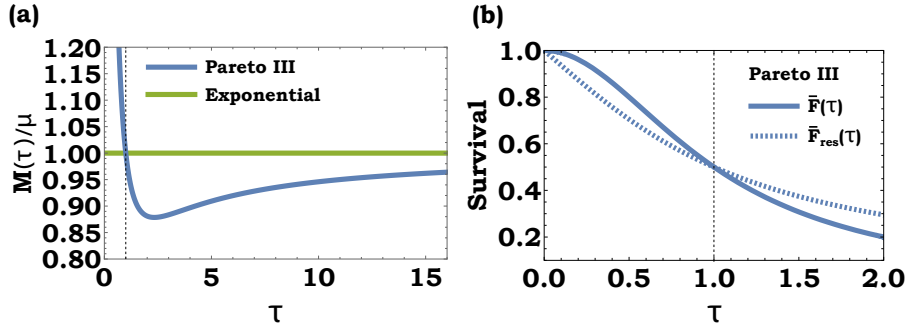 (a)
1.20
1.15
1.10
1.05
1.00
0.95
0.90
0.85
0.80
M(τ)/μ
Pareto III
Exponential
0
5
10
15
τ
(b)
1.0
0.8
0.6
0.4
0.2
Survival
Pareto III
F̄(τ)
F̄res(τ)
0.0
0.5
1.0
1.5
2.0
τ